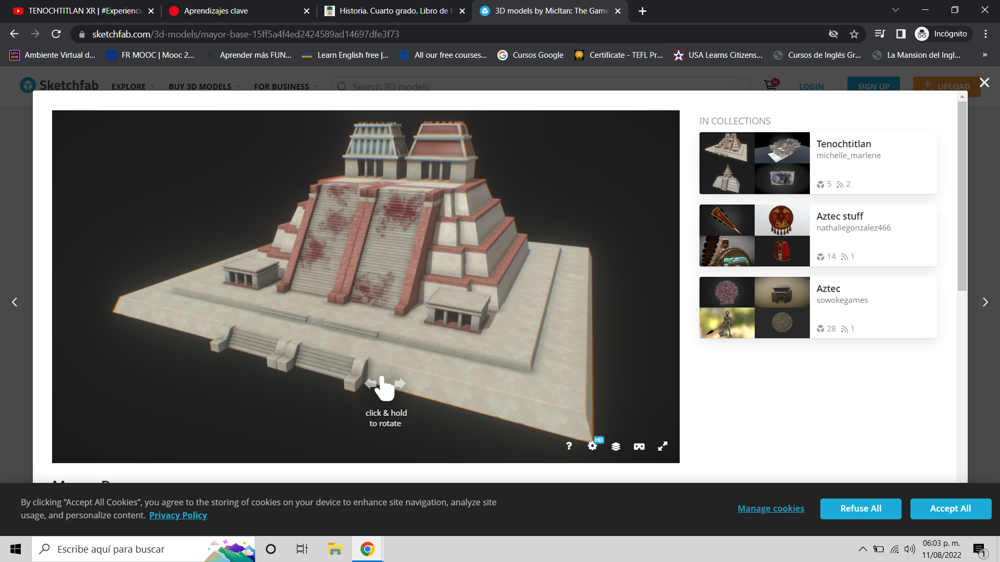 TENOCHTITLAN XR | #Experienci
Aprendizajes clave
Historia. Cuarto grado. Libro de P
3D models by Micltan: The Game
sketchfab.com/3d-models/mayor-base-15ff5a4f4ed2424589ad14697dfe3f73
Incógnito
Ambiente Virtual d...
FR MOOC | Mooc 2...
Aprender más FUN...
Learn English free |...
All our free courses...
Cursos Google
Certificate - TEFL Pr...
USA Learns Citizens...
Cursos de Inglés Gr...
La Mansion del Ingl...
»
Sketchfab
EXPLORE
BUY 3D MODELS
FOR BUSINESS
Search 3D models
/
LOGIN
SIGN UP
UPLOAD
IN COLLECTIONS
Tenochtitlan
michelle_marlene
5 2
Aztec stuff
nathaliegonzalez466
14 1
Aztec
sowokegames
28 1
click & hold
to rotate
?
HD
By clicking “Accept All Cookies”, you agree to the storing of cookies on your device to enhance site navigation, analyze site
usage, and personalize content. Privacy Policy
Manage cookies
Refuse All
Accept All
Escribe aquí para buscar
06:03 p. m.
11/08/2022
1